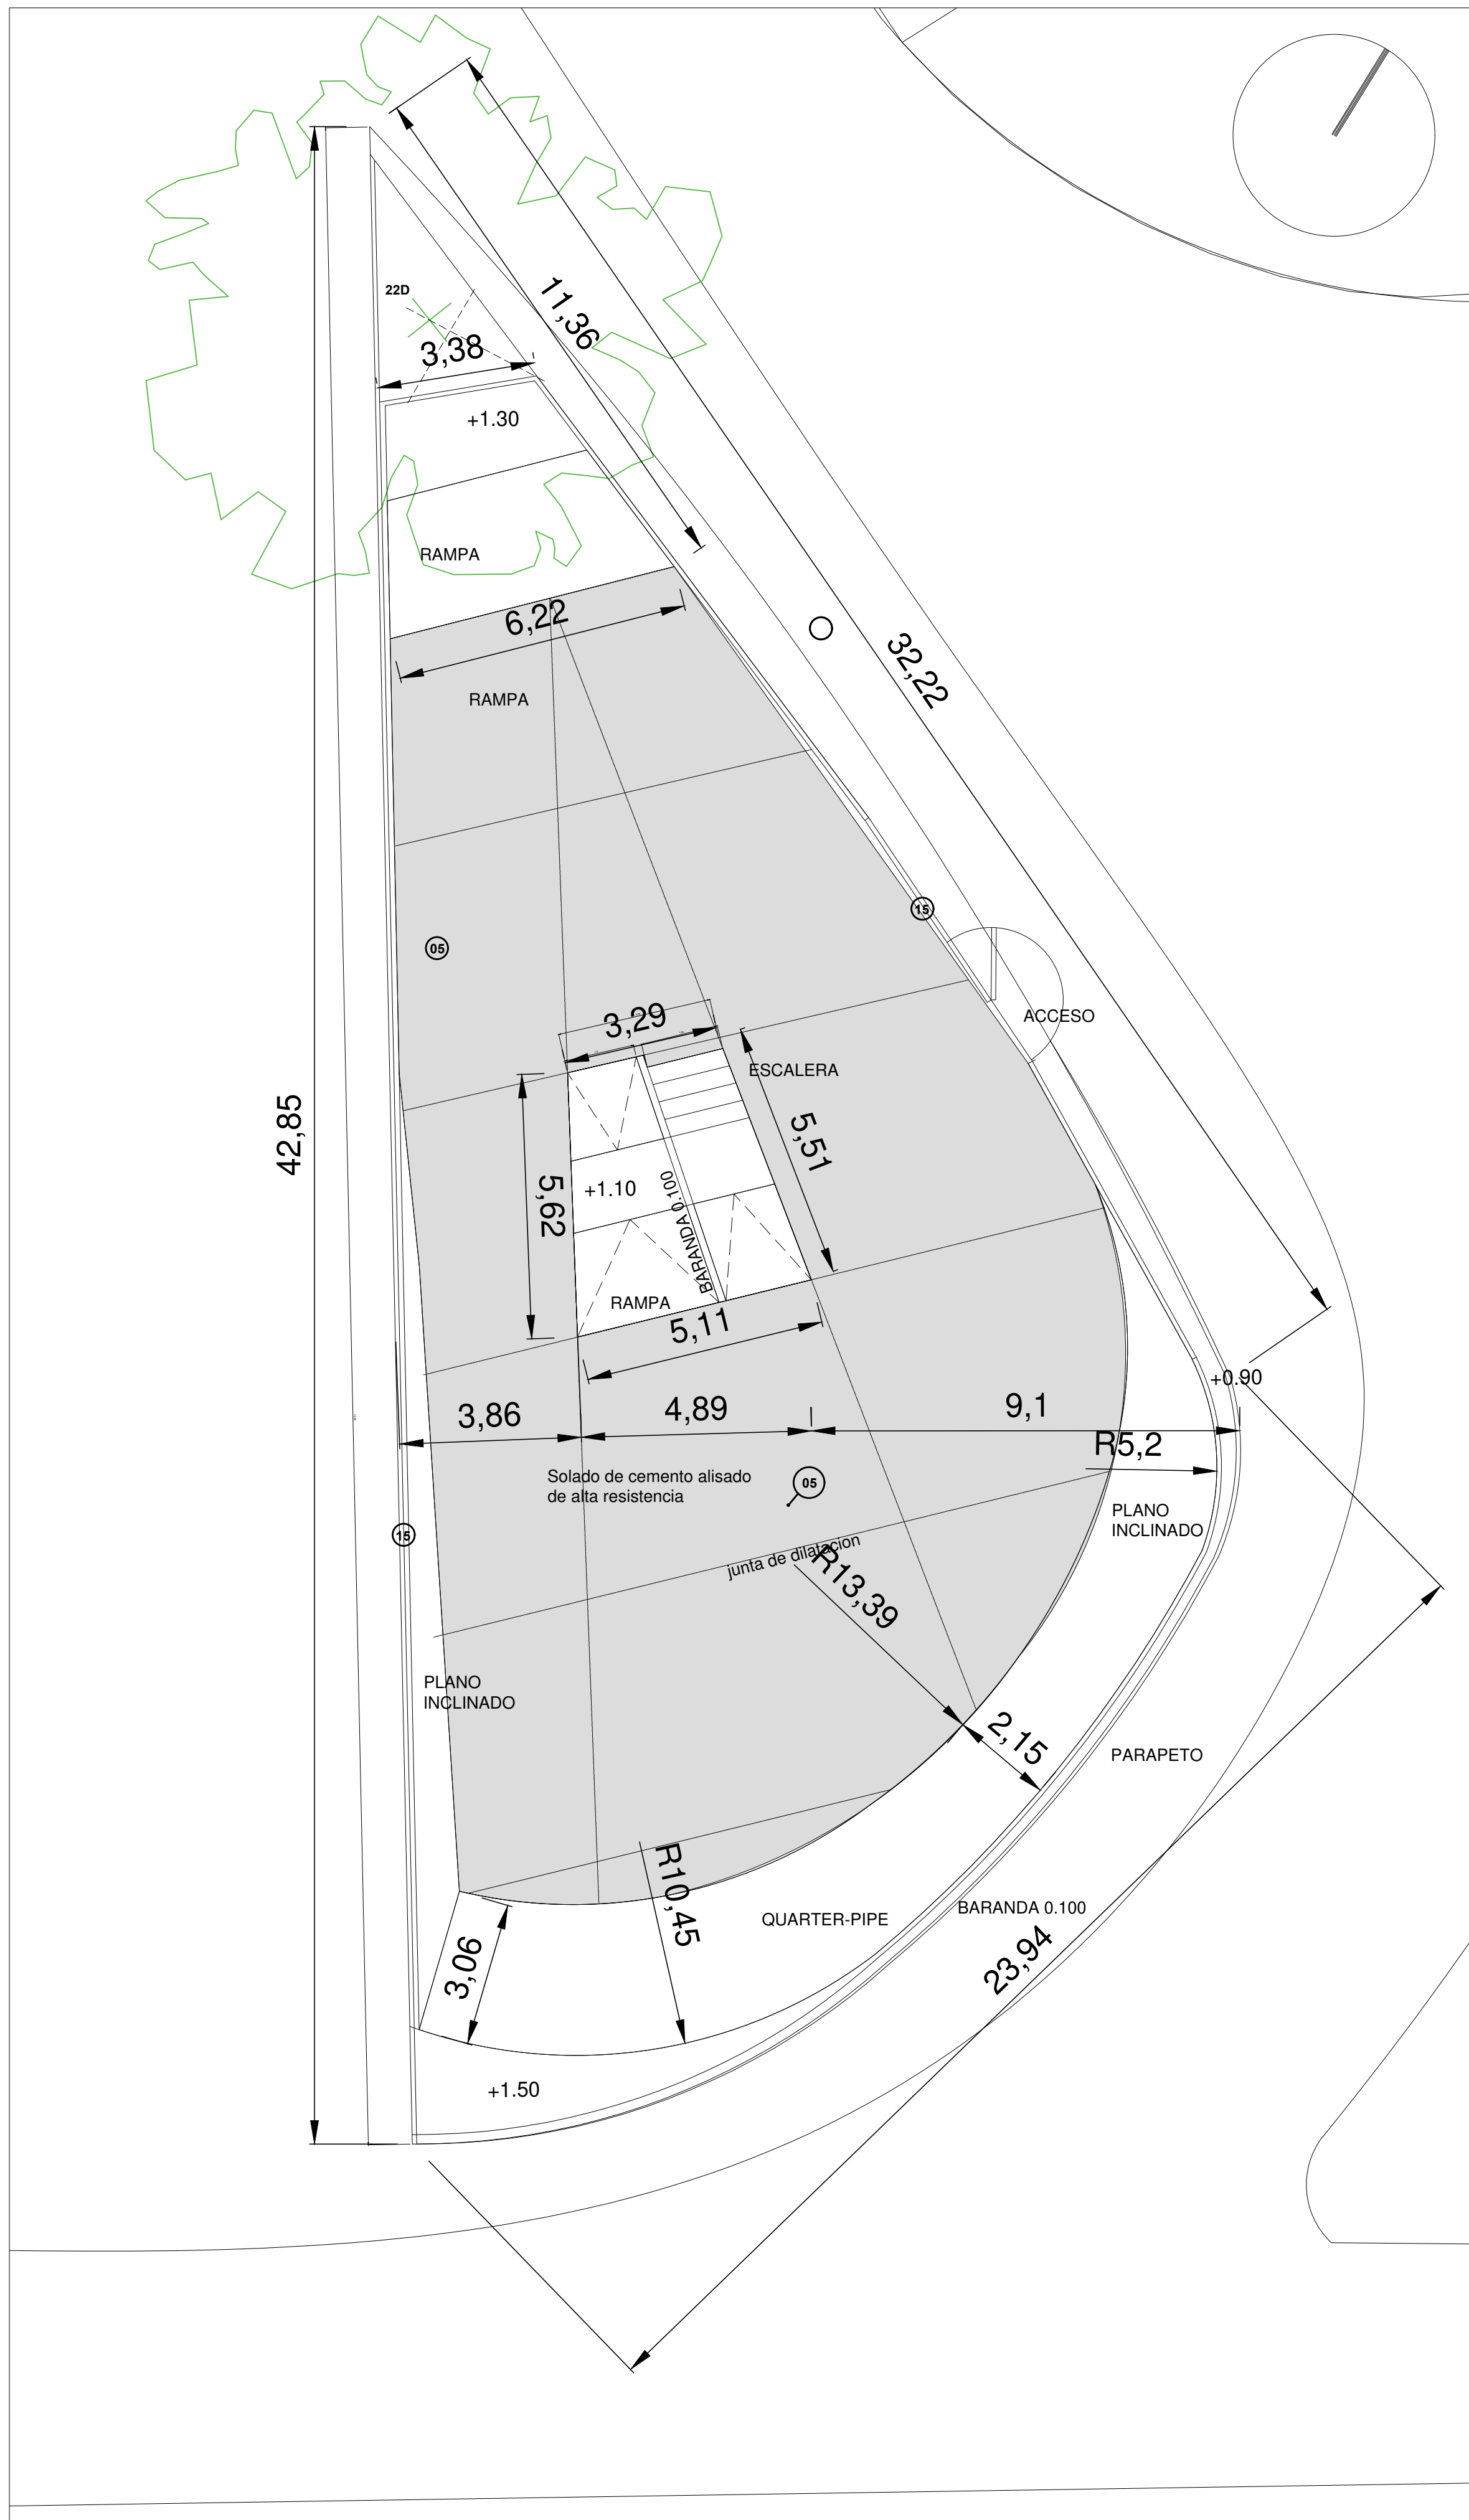 11,36
22D
3,38
+1.30
RAMPA
6,22
32,22
RAMPA
15
05
3,29
ACCESO
ESCALERA
42,85
5,51
5,62
+1.10
BARANDA 0.100
RAMPA
5,11
+0.90
3,86
4,89
9,1
R5,2
Solado de cemento alisado
de alta resistencia
05
PLANO
INCLINADO
15
junta de dilatacion
R13,39
PLANO
INCLINADO
2,15
PARAPETO
R10,45
QUARTER-PIPE
BARANDA 0.100
3,06
23,94
+1.50